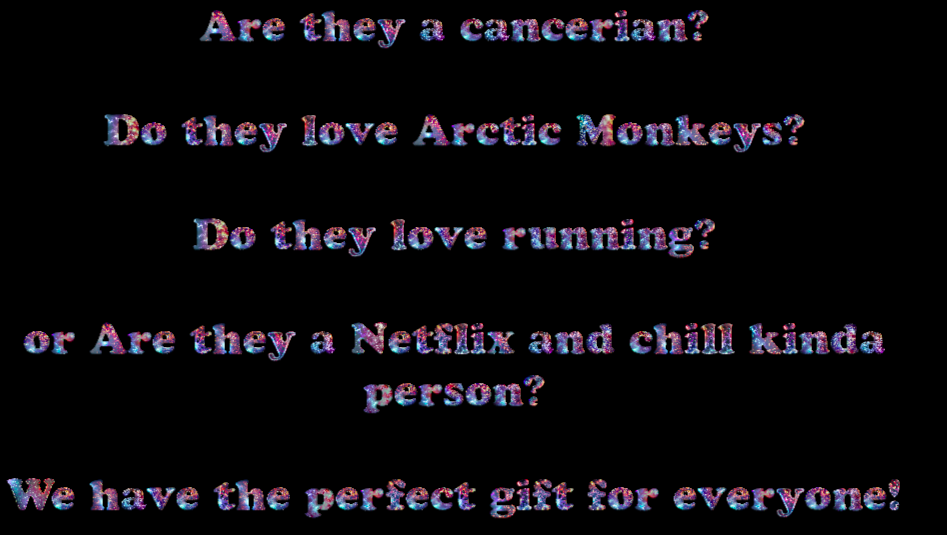 Are they a cancerian?
Do they love Arctic Monkeys?
Do they love running?
or Are they a Netflix and chill kinda
person?
We have the perfect gift for everyone!